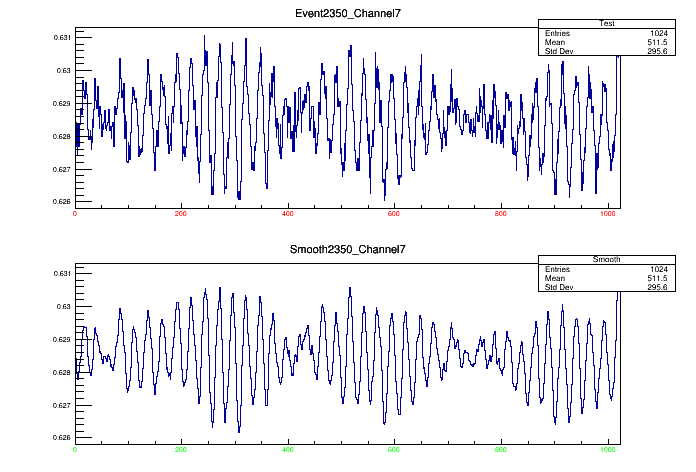 Event2350_Channel7
Test
Entries 1024
Mean 511.5
Std Dev 295.6
0.631
0.63
0.629
0.628
0.627
0.626
0 200 400 600 800 1000
Smooth2350_Channel7
Smooth
Entries 1024
Mean 511.5
Std Dev 295.6
0.631
0.63
0.629
0.628
0.627
0.626
0 200 400 600 800 1000